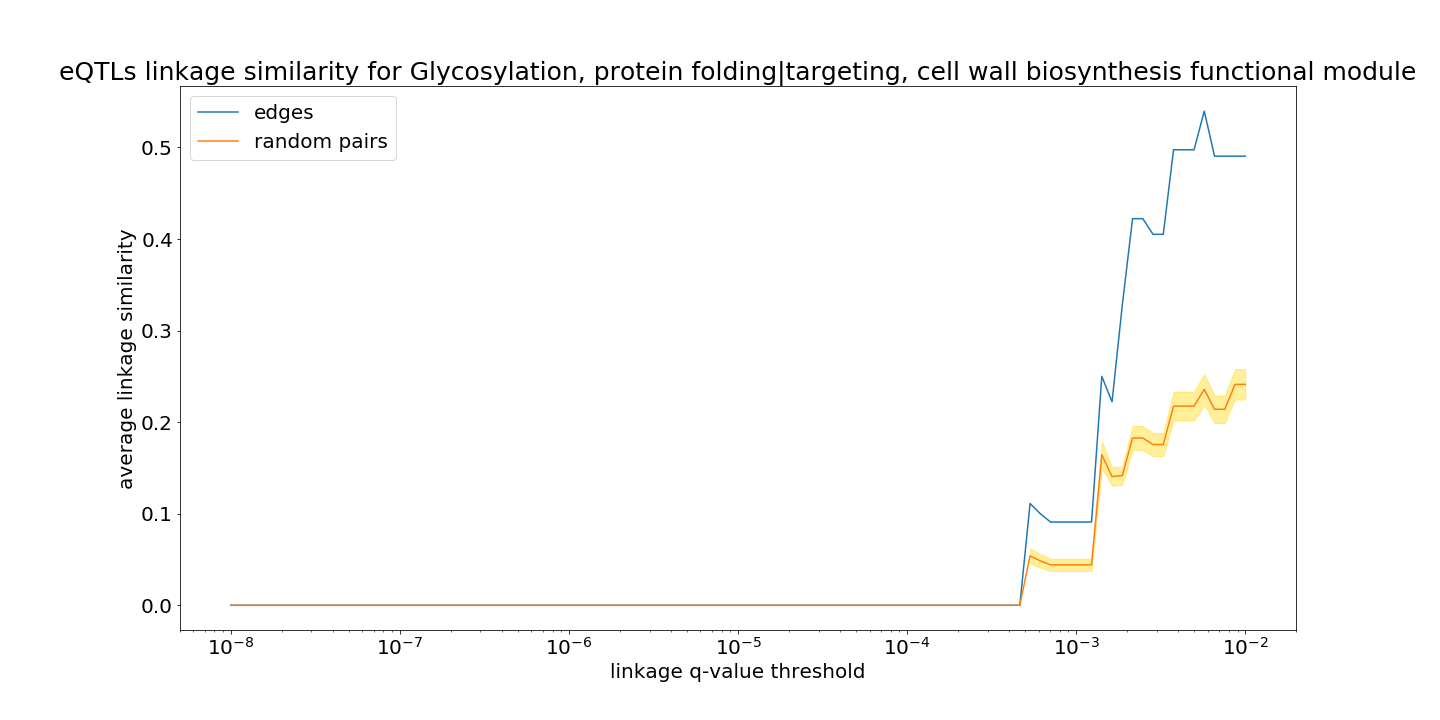 eQTLs linkage similarity for Glycosylation, protein folding|targeting, cell wall biosynthesis functional module
edges
random pairs
average linkage similarity
0.5
0.4
0.3
0.2
0.1
0.0
10⁻⁸ 10⁻⁷ 10⁻⁶ 10⁻⁵ 10⁻⁴ 10⁻³ 10⁻²
linkage q-value threshold